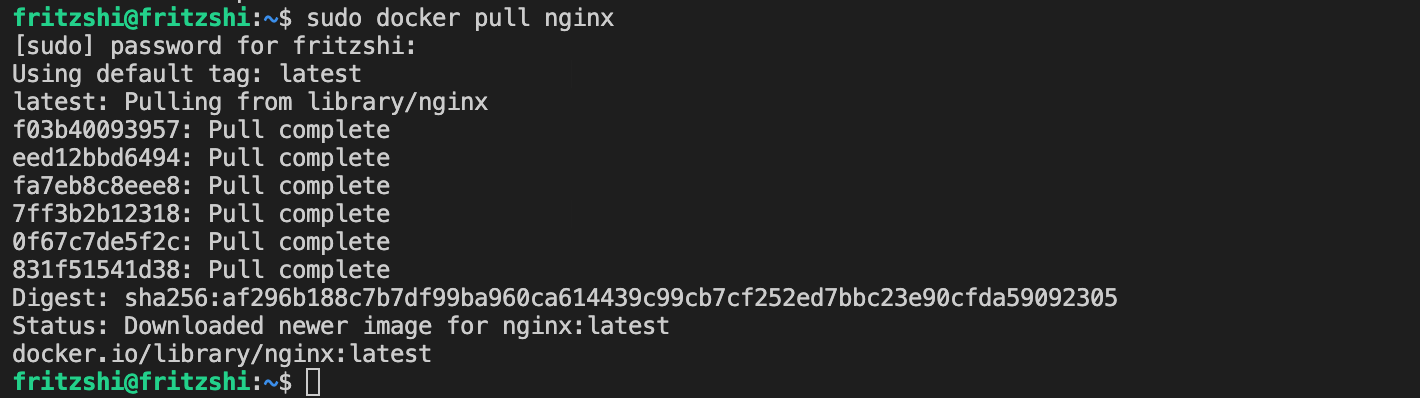 fritzshi@fritzshi:~$ sudo docker pull nginx
[sudo] password for fritzshi:
Using default tag: latest
latest: Pulling from library/nginx
f03b40093957: Pull complete
eed12bbd6494: Pull complete
fa7eb8c8eee8: Pull complete
7ff3b2b12318: Pull complete
0f67c7de5f2c: Pull complete
831f51541d38: Pull complete
Digest: sha256:af296b188c7b7df99ba960ca614439c99cb7cf252ed7bbc23e90cfda59092305
Status: Downloaded newer image for nginx:latest
docker.io/library/nginx:latest
fritzshi@fritzshi:~$